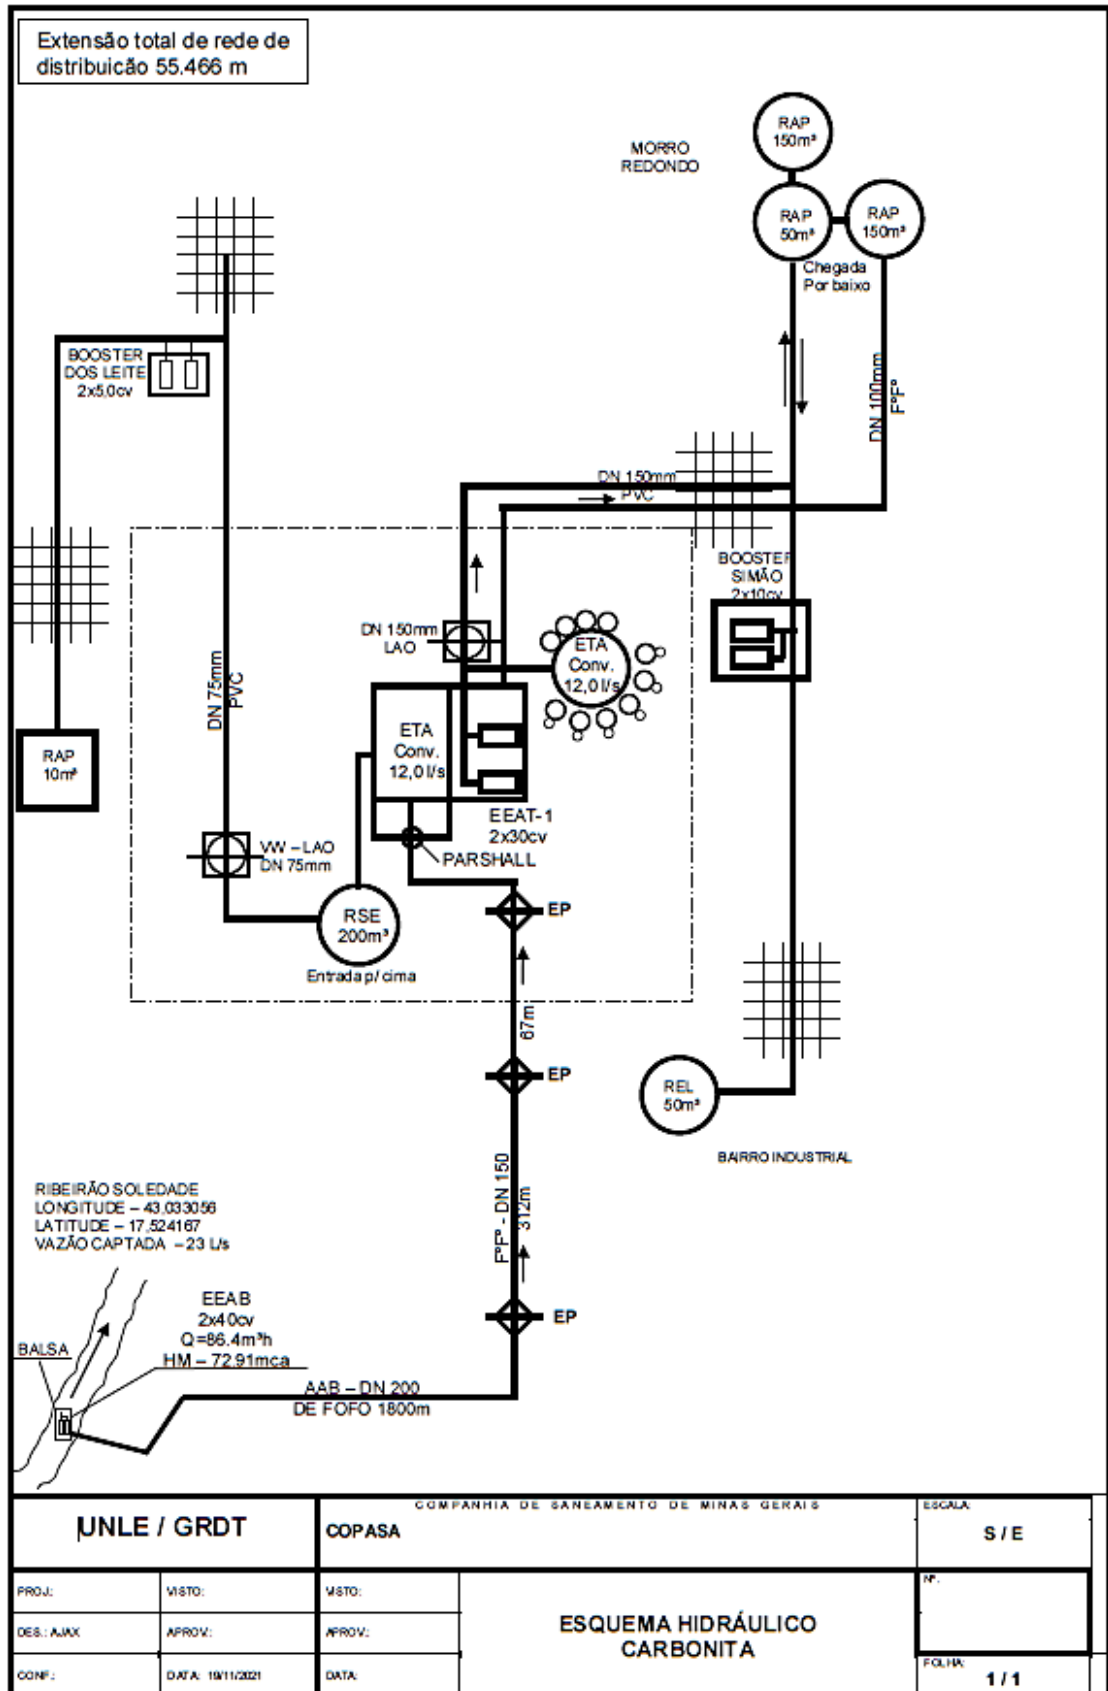 Extensão total de rede de
distribuicão 55.466 m
RAP
150m³
MORRO
REDONDO
RAP
50m³
RAP
150m³
Chegada
Por baixo
BOOSTER
DOS LEITE
2x5,0cv
DN 100mm
FºFº
DN 150mm
PVC
BOOSTER
SIMÃO
2x10cv
DN 150mm
LAO
ETA
Conv.
12,0 l/s
DN 75mm
PVC
ETA
Conv.
12,0 l/s
RAP
10m³
EEAT-1
2x30cv
VW – LAO
DN 75mm
PARSHALL
RSE
200m³
EP
Entrada p/ cima
67m
EP
REL
50m³
BAIRRO INDUSTRIAL
FºFº - DN 150
312m
RIBEIRÃO SOLEDADE
LONGITUDE – 43,033056
LATITUDE – 17,524167
VAZÃO CAPTADA – 23 L/s
EEAB
2x40cv
Q=86.4m³h
HM – 72.91mca
EP
BALSA
AAB – DN 200
DE FOFO 1800m
COMPANHIA DE SANEAMENTO DE MINAS GERAIS
UNLE / GRDT
COPASA
ESCALA:
S / E
PROJ.:
VISTO:
VISTO:
Nº.
DES.: AJAX
APROV.:
APROV.:
ESQUEMA HIDRÁULICO
CARBONITA
CONF.:
DATA: 19/11/2021
DATA:
FOLHA:
1 / 1